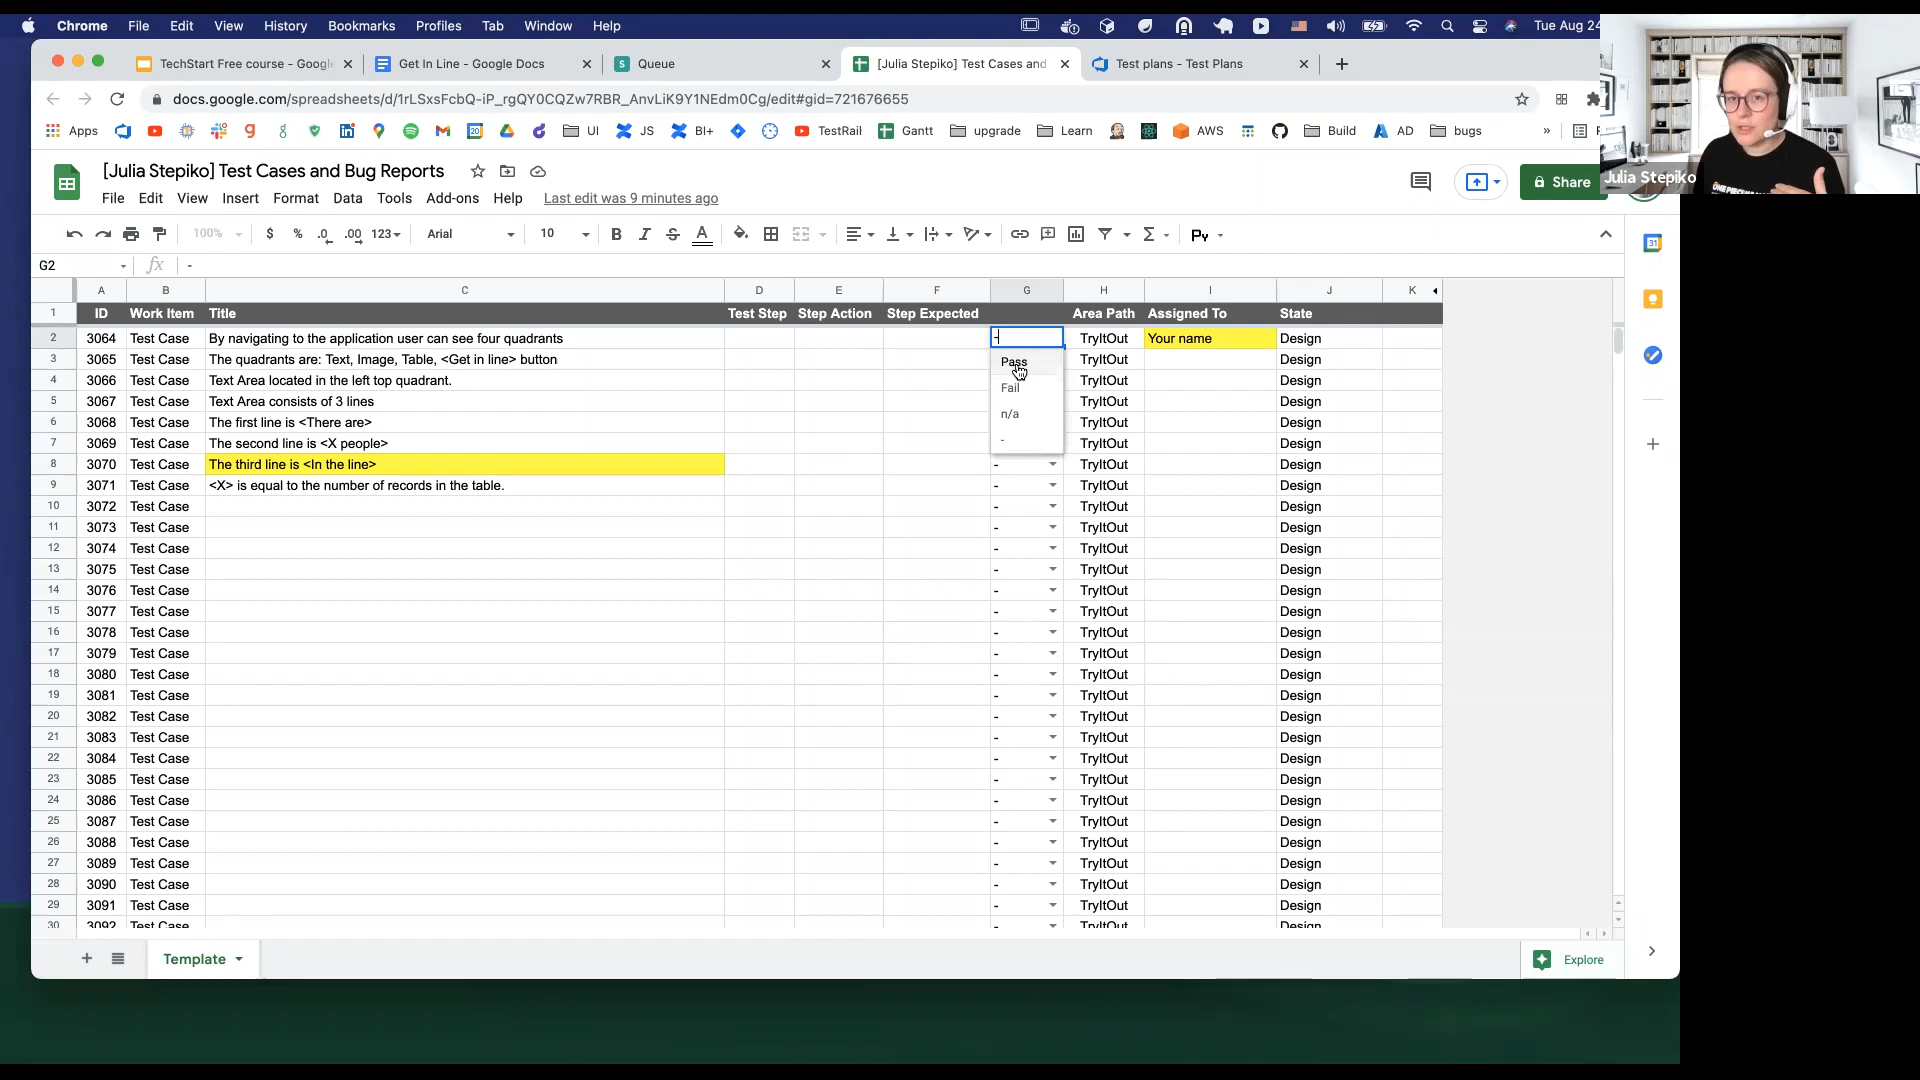 Chrome File Edit View History Bookmarks Profiles Tab Window Help Tue Aug 24
TechStart Free course - Google Get In Line - Google Docs Queue [Julia Stepiko] Test Cases and Test plans - Test Plans
docs.google.com/spreadsheets/d/1rLSxsFcbQ-iP_rgQY0CQZw7RBR_AnvLiK9Y1NEdm0Cg/edit#gid=721676655
Apps UI JS BI+ TestRail Gantt upgrade Learn AWS Build AD bugs »
[Julia Stepiko] Test Cases and Bug Reports
Share
Julia Stepiko
File Edit View Insert Format Data Tools Add-ons Help Last edit was 9 minutes ago
100% $ % .0 .00 123 Arial 10 B I S A Σ Py
G2 fx -
A B C D E F G H I J K
1 ID Work Item Title Test Step Step Action Step Expected Area Path Assigned To State
2 3064 Test Case By navigating to the application user can see four quadrants - TryItOut Your name Design
3 3065 Test Case The quadrants are: Text, Image, Table, <Get in line> button Pass TryItOut Design
4 3066 Test Case Text Area located in the left top quadrant. Fail TryItOut Design
5 3067 Test Case Text Area consists of 3 lines n/a TryItOut Design
6 3068 Test Case The first line is <There are> TryItOut Design
7 3069 Test Case The second line is <X people> - TryItOut Design
8 3070 Test Case The third line is <In the line> - TryItOut Design
9 3071 Test Case <X> is equal to the number of records in the table. - TryItOut Design
10 3072 Test Case - TryItOut Design
11 3073 Test Case - TryItOut Design
12 3074 Test Case - TryItOut Design
13 3075 Test Case - TryItOut Design
14 3076 Test Case - TryItOut Design
15 3077 Test Case - TryItOut Design
16 3078 Test Case - TryItOut Design
17 3079 Test Case - TryItOut Design
18 3080 Test Case - TryItOut Design
19 3081 Test Case - TryItOut Design
20 3082 Test Case - TryItOut Design
21 3083 Test Case - TryItOut Design
22 3084 Test Case - TryItOut Design
23 3085 Test Case - TryItOut Design
24 3086 Test Case - TryItOut Design
25 3087 Test Case - TryItOut Design
26 3088 Test Case - TryItOut Design
27 3089 Test Case - TryItOut Design
28 3090 Test Case - TryItOut Design
29 3091 Test Case - TryItOut Design
30 3092 Test Case - TryItOut Design
Template Explore